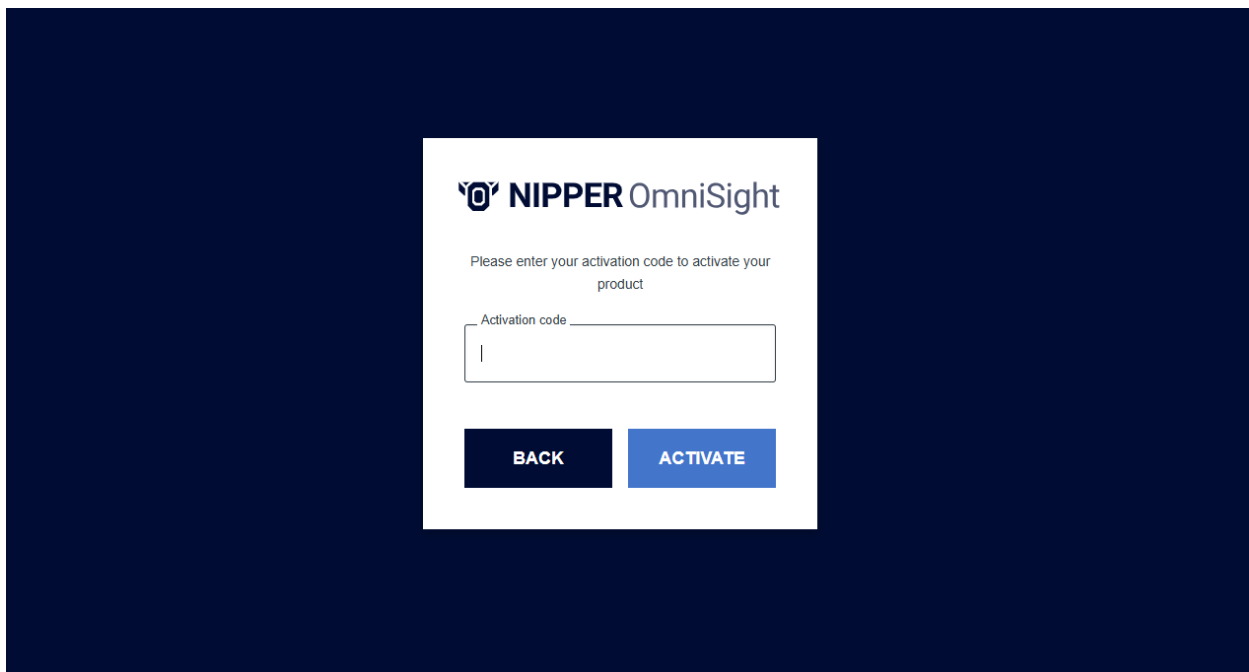 NIPPER OmniSight
Please enter your activation code to activate your
product
Activation code
BACK
ACTIVATE